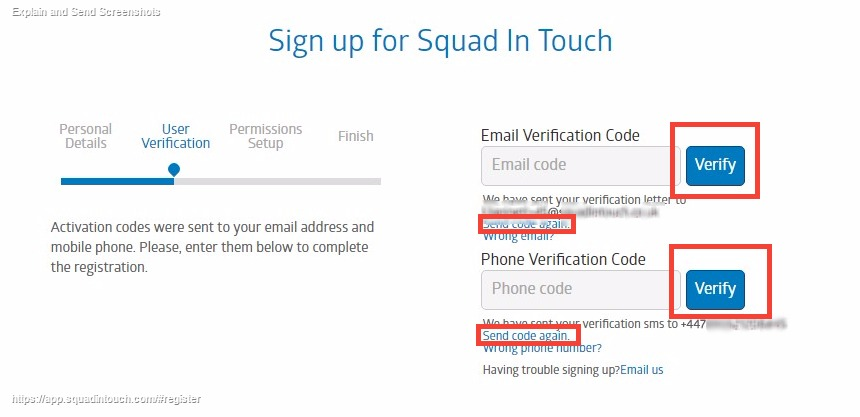 Explain and Send Screenshots
Sign up for Squad In Touch
Personal Details
User Verification
Permissions Setup
Finish
Activation codes were sent to your email address and
mobile phone. Please, enter them below to complete
the registration.
Email Verification Code
Email code
Verify
We have sent your verification letter to
Send code again.
Wrong email?
Phone Verification Code
Phone code
Verify
We have sent your verification sms to +447
Send code again.
Wrong phone number?
Having trouble signing up?Email us
https://app.squadintouch.com/#register